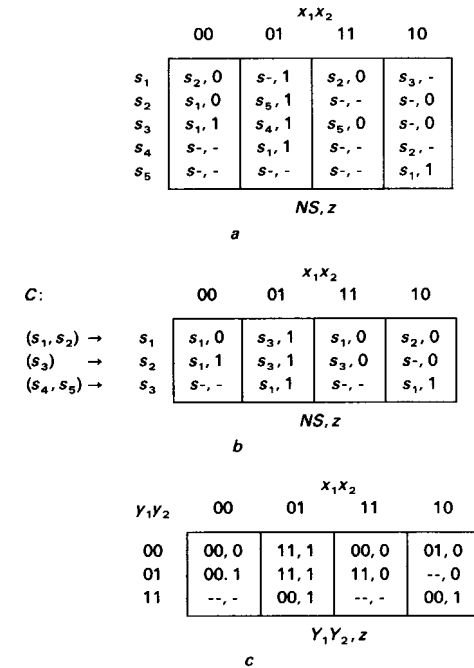 x₁x₂
00 01 11 10
s₁ s₂, 0 s-, 1 s₂, 0 s₃, -
s₂ s₁, 0 s₅, 1 s-, - s-, 0
s₃ s₁, 1 s₄, 1 s₅, 0 s-, 0
s₄ s-, - s₁, 1 s-, - s₂, -
s₅ s-, - s-, - s-, - s₁, 1
NS, z
a
x₁x₂
C: 00 01 11 10
(s₁, s₂) → s₁ s₁, 0 s₃, 1 s₁, 0 s₂, 0
(s₃) → s₂ s₁, 1 s₃, 1 s₃, 0 s-, 0
(s₄, s₅) → s₃ s-, - s₁, 1 s-, - s₁, 1
NS, z
b
x₁x₂
Y₁Y₂ 00 01 11 10
00 00, 0 11, 1 00, 0 01, 0
01 00. 1 11, 1 11, 0 --, 0
11 --, - 00, 1 --, - 00, 1
Y₁Y₂, z
c